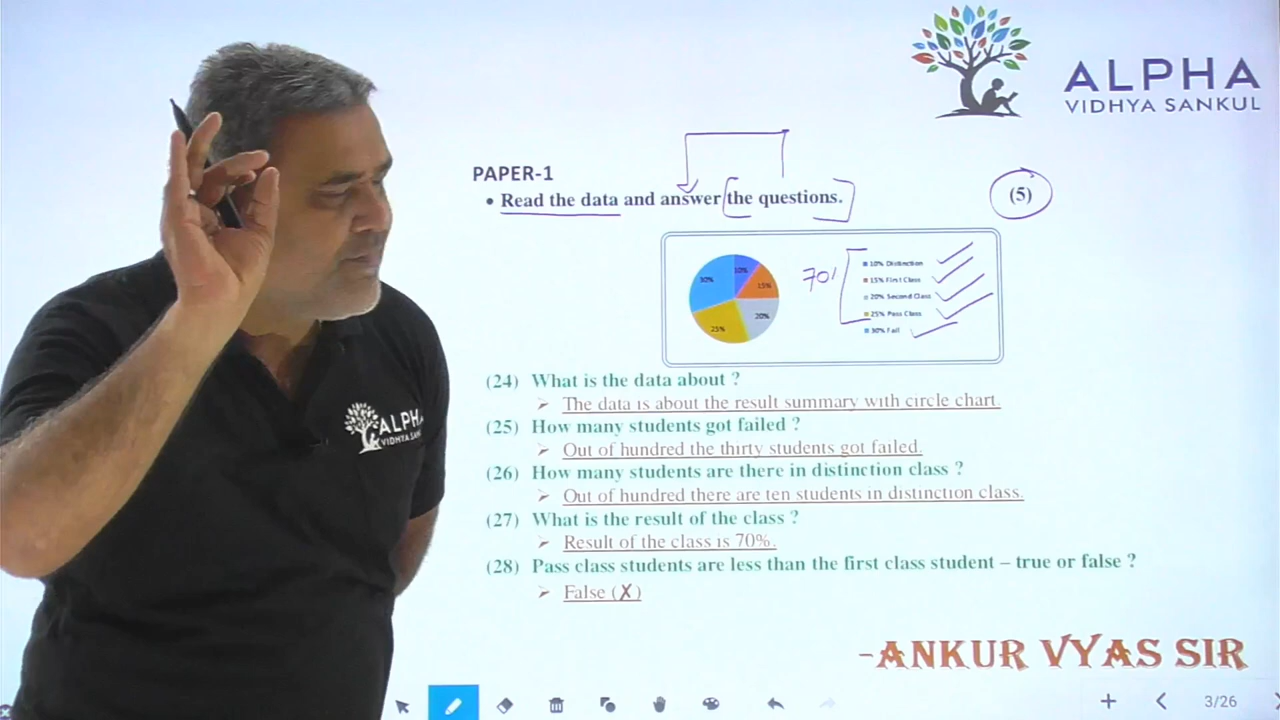 ALPHA
VIDHYA SANKUL
PAPER-1
• Read the data and answer the questions.
(5)
10%
15%
20%
25%
30%
70%
10% Distinction
15% First Class
20% Second Class
25% Pass Class
30% Fail
(24) What is the data about ?
➢ The data is about the result summary with circle chart.
(25) How many students got failed ?
➢ Out of hundred the thirty students got failed.
(26) How many students are there in distinction class ?
➢ Out of hundred there are ten students in distinction class.
(27) What is the result of the class ?
➢ Result of the class is 70%.
(28) Pass class students are less than the first class student – true or false ?
➢ False (X)
ALPHA
VIDHYA SANKUL
-ANKUR VYAS SIR
3/26